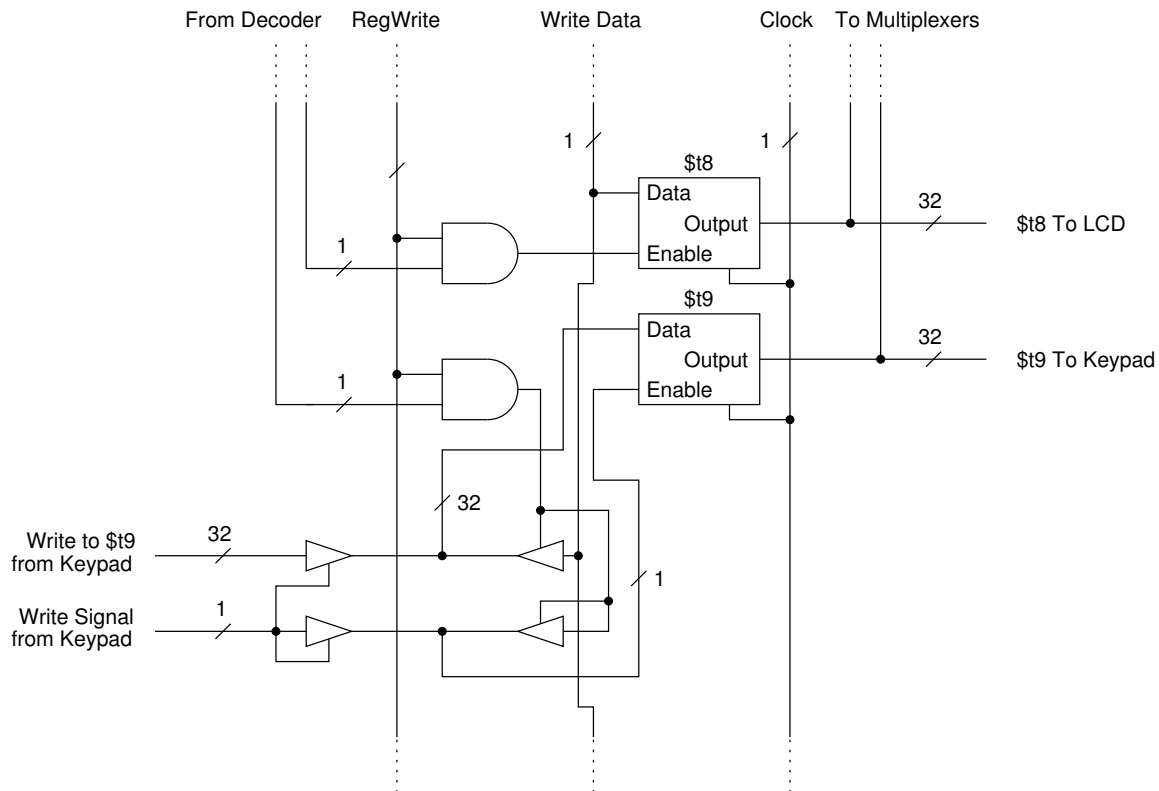 From Decoder
RegWrite
Write Data
Clock
To Multiplexers
1
1
$t8
Data
Output
Enable
32
$t8 To LCD
1
$t9
Data
Output
Enable
32
$t9 To Keypad
1
32
Write to $t9
from Keypad
32
1
Write Signal
from Keypad
1